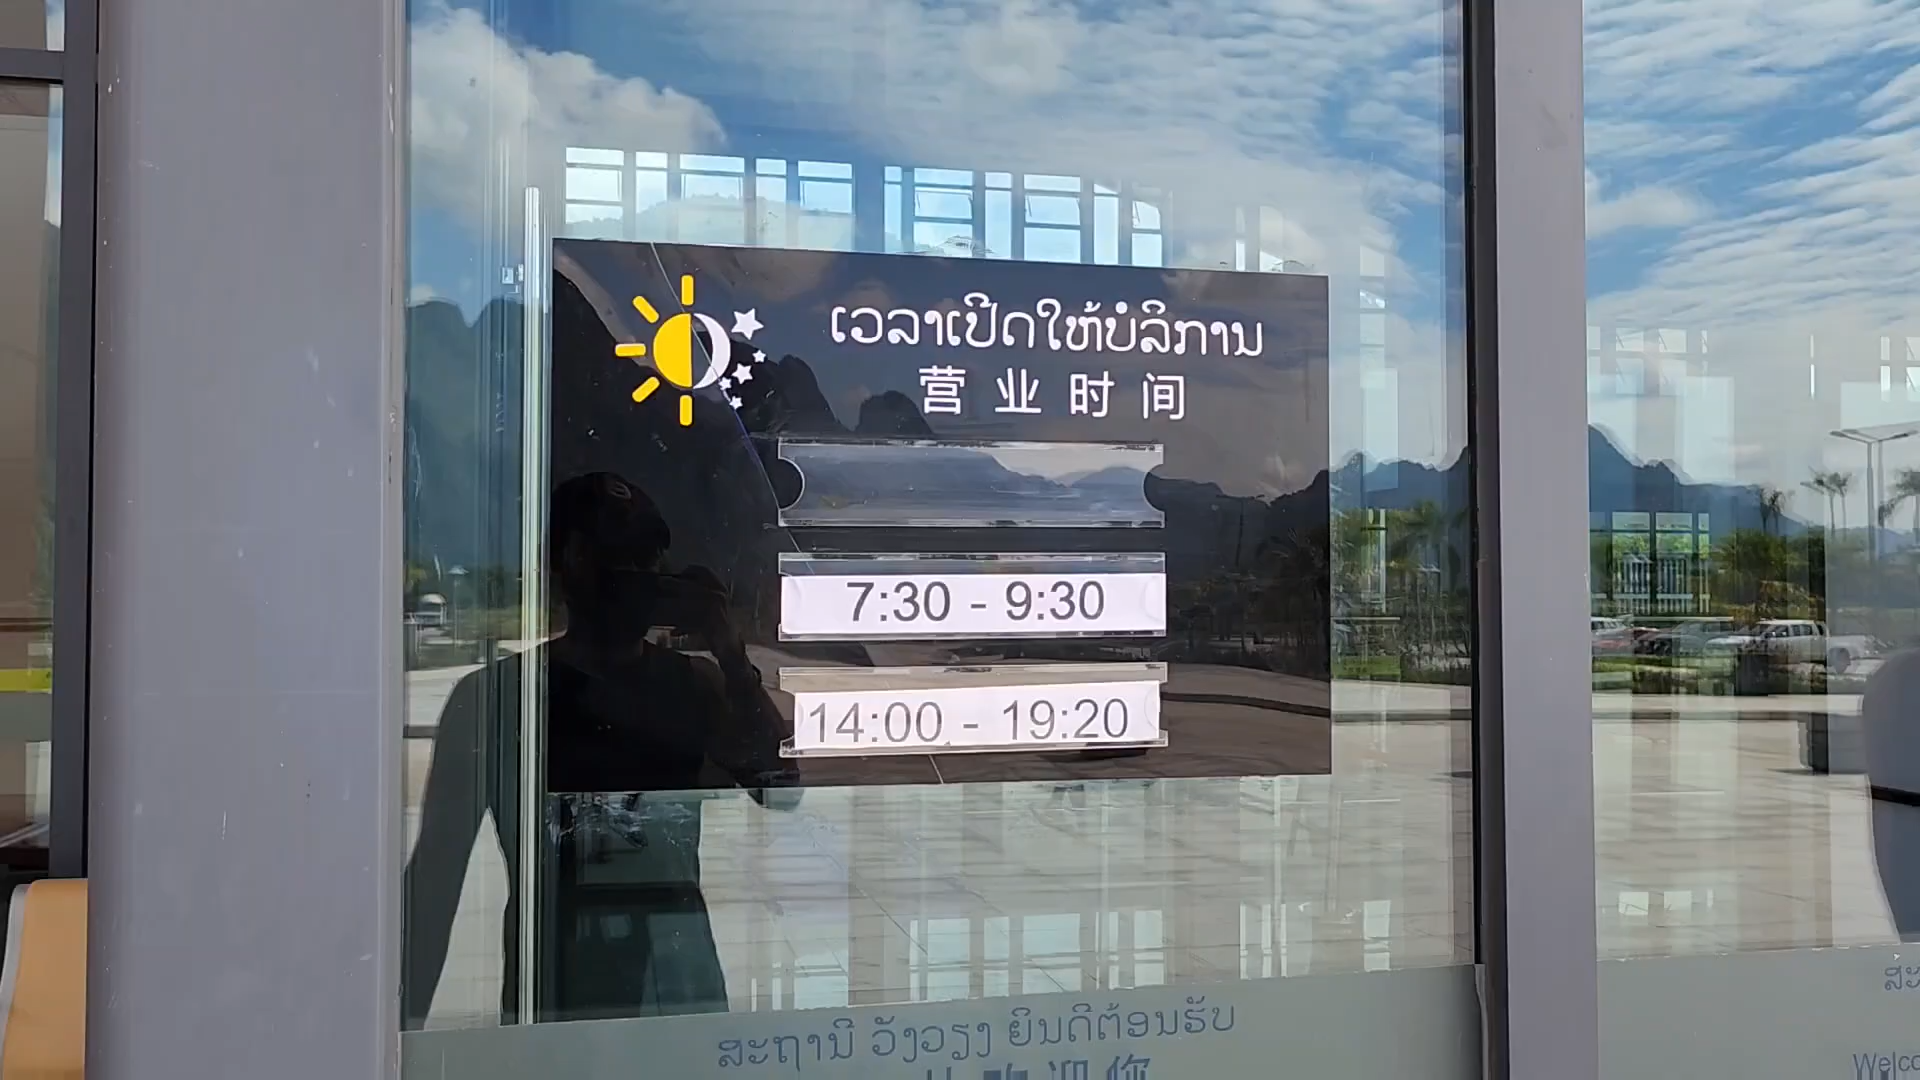 ເວລາເປີດໃຫ້ບໍລິການ
营业时间
7:30 - 9:30
14:00 - 19:20
ສະຖານີ ວັງວຽງ ຍິນດີຕ້ອນຮັບ